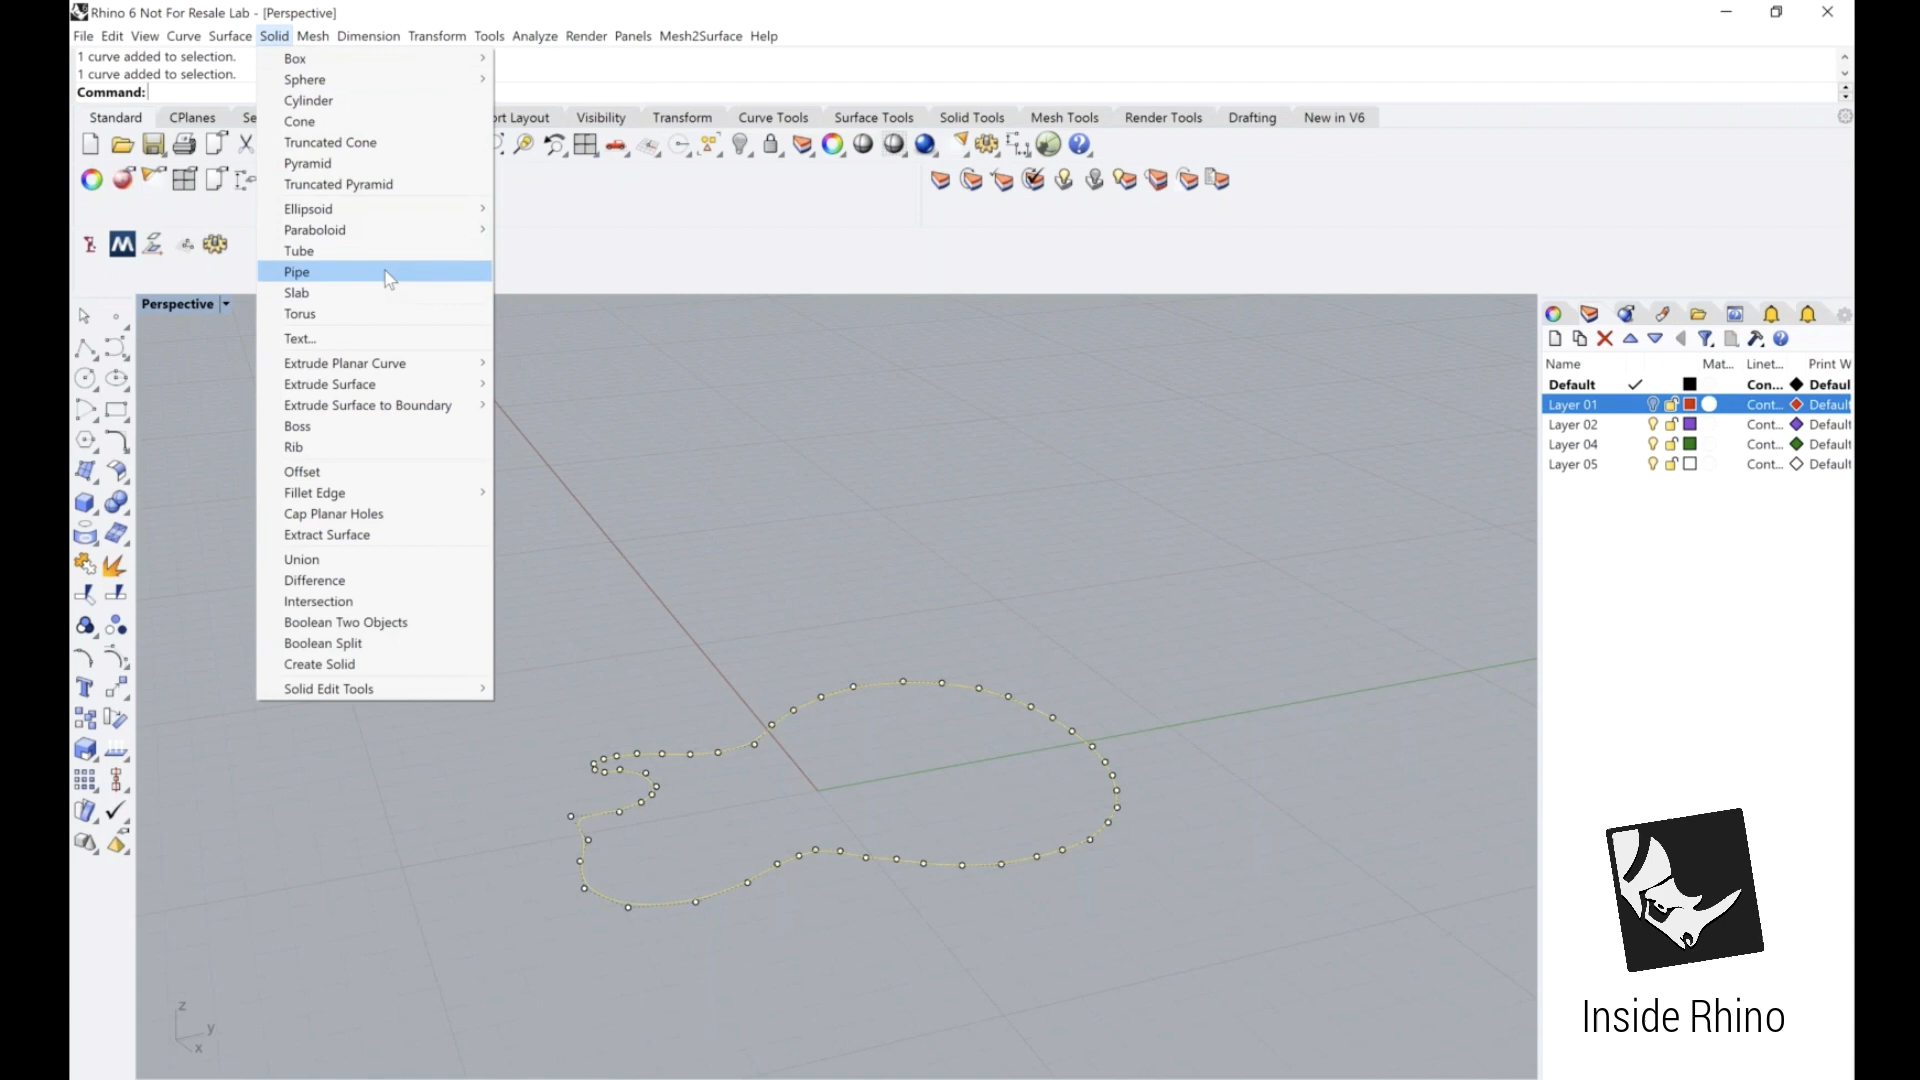 Rhino 6 Not For Resale Lab - [Perspective]
File Edit View Curve Surface Solid Mesh Dimension Transform Tools Analyze Render Panels Mesh2Surface Help
1 curve added to selection.
1 curve added to selection.
Command:
Standard CPlanes Se ort Layout Visibility Transform Curve Tools Surface Tools Solid Tools Mesh Tools Render Tools Drafting New in V6
Box
Sphere
Cylinder
Cone
Truncated Cone
Pyramid
Truncated Pyramid
Ellipsoid
Paraboloid
Tube
Pipe
Slab
Torus
Text...
Extrude Planar Curve
Extrude Surface
Extrude Surface to Boundary
Boss
Rib
Offset
Fillet Edge
Cap Planar Holes
Extract Surface
Union
Difference
Intersection
Boolean Two Objects
Boolean Split
Create Solid
Solid Edit Tools
Perspective
Name Mat... Linet... Print W
Default Con... Defaul
Layer 01 Cont... Default
Layer 02 Cont... Default
Layer 04 Cont... Default
Layer 05 Cont... Default
z
y
x
Inside Rhino